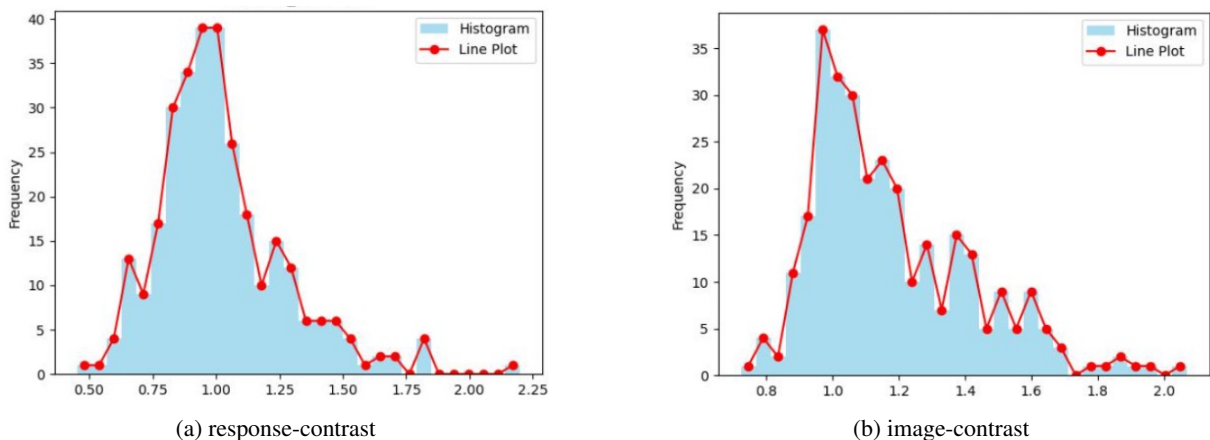 Histogram
Line Plot
Frequency
40
35
30
25
20
15
10
5
0
0.50 0.75 1.00 1.25 1.50 1.75 2.00 2.25
(a) response-contrast
Histogram
Line Plot
Frequency
35
30
25
20
15
10
5
0
0.8 1.0 1.2 1.4 1.6 1.8 2.0
(b) image-contrast